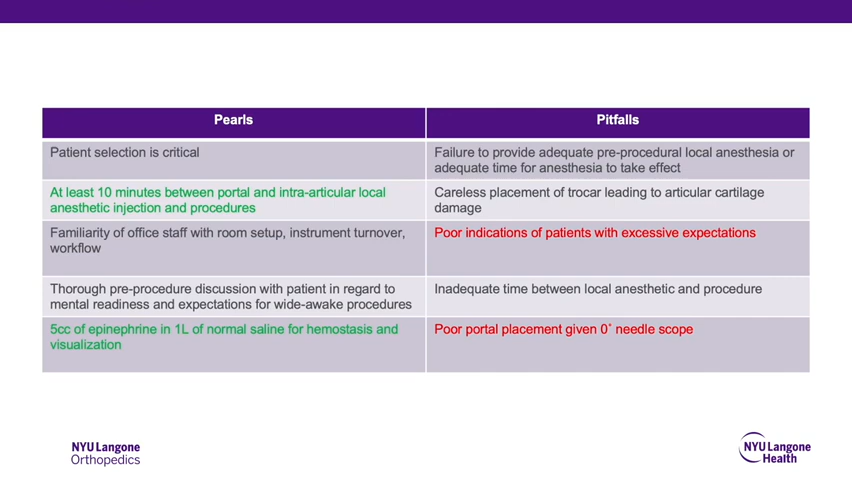 Pearls
Pitfalls
Patient selection is critical
Failure to provide adequate pre-procedural local anesthesia or
adequate time for anesthesia to take effect
At least 10 minutes between portal and intra-articular local
anesthetic injection and procedures
Careless placement of trocar leading to articular cartilage
damage
Familiarity of office staff with room setup, instrument turnover,
workflow
Poor indications of patients with excessive expectations
Thorough pre-procedure discussion with patient in regard to
mental readiness and expectations for wide-awake procedures
Inadequate time between local anesthetic and procedure
5cc of epinephrine in 1L of normal saline for hemostasis and
visualization
Poor portal placement given 0˚ needle scope
NYU Langone
Orthopedics
NYU Langone
Health